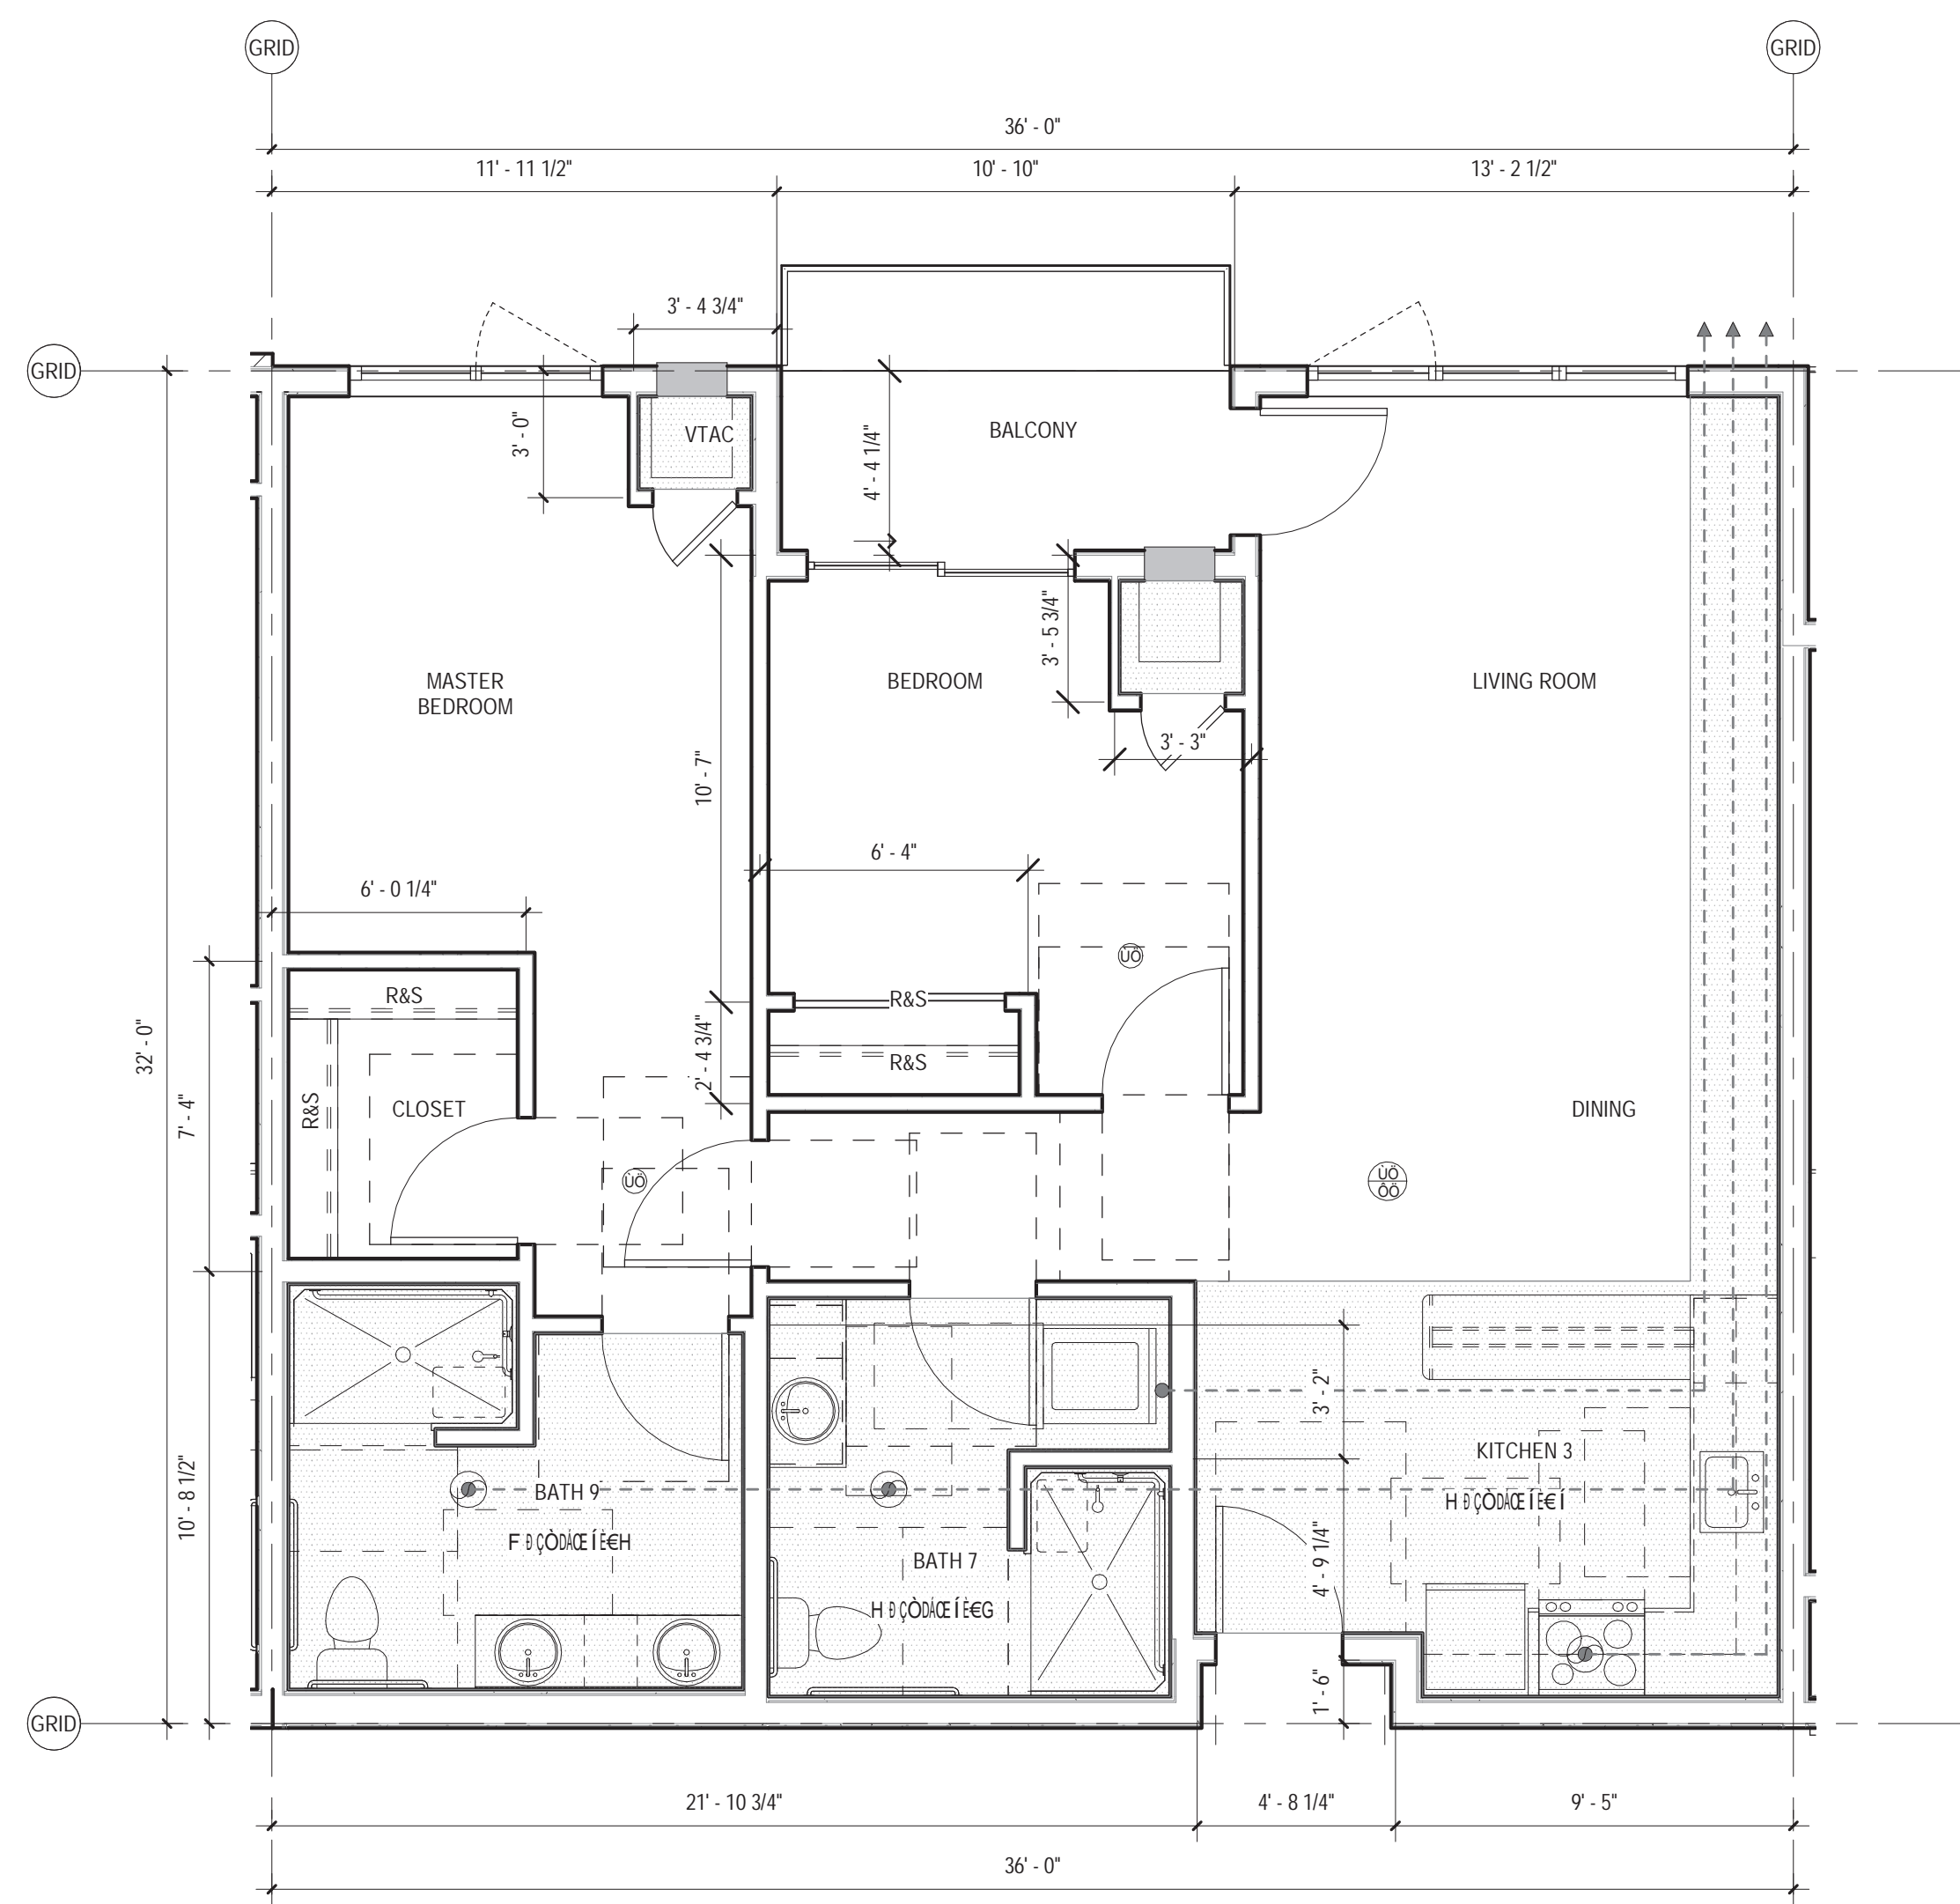 GRID
GRID
36' - 0"
11' - 11 1/2"
10' - 10"
13' - 2 1/2"
3' - 4 3/4"
GRID
3' - 0"
VTAC
4' - 4 1/4"
BALCONY
3' - 5 3/4"
MASTER
BEDROOM
BEDROOM
LIVING ROOM
3' - 3"
10' - 7"
6' - 4"
6' - 0 1/4"
ÙÖ
R&S
R&S
32' - 0"
2' - 4 3/4"
R&S
R&S
CLOSET
7' - 4"
DINING
ÙÖ
ÙÖ
ÔÖ
3' - 2"
KITCHEN 3
10' - 8 1/2"
BATH 9
4' - 9 1/4"
BATH 7
1' - 6"
GRID
21' - 10 3/4"
4' - 8 1/4"
9' - 5"
36' - 0"